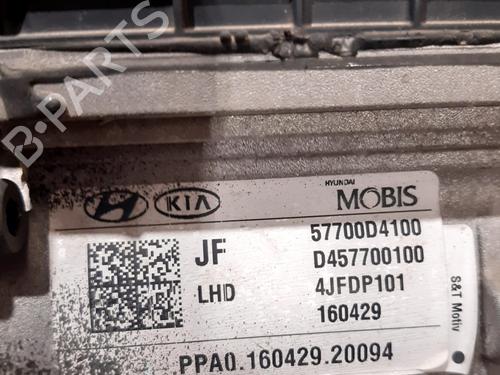 B-PARTS
KIA
HYUNDAI
MOBIS
JF
57700D4100
D457700100
LHD
4JFDP101
160429
S&T Motiv
PPA0.160429.20094